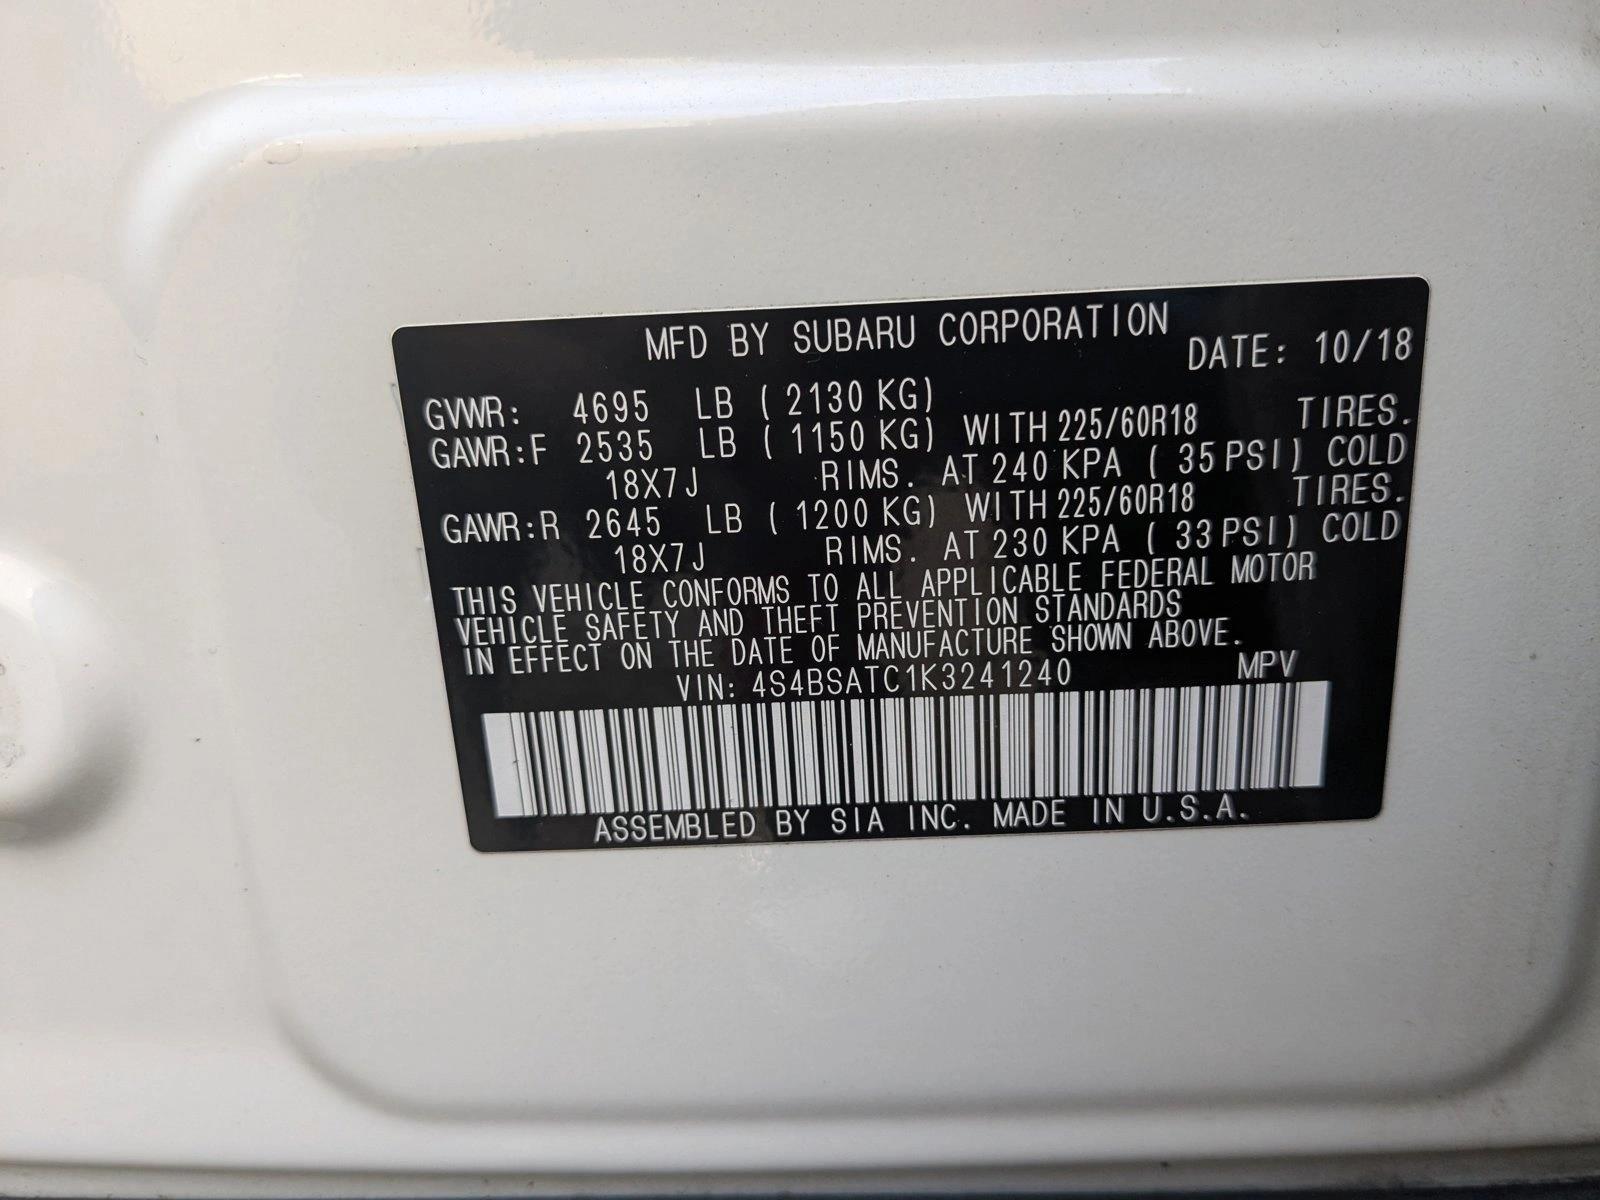 MFD BY SUBARU CORPORATION DATE: 10/18
GVWR: 4695 LB ( 2130 KG)
GAWR:F 2535 LB ( 1150 KG) WITH 225/60R18 TIRES.
18X7J RIMS. AT 240 KPA ( 35 PSI) COLD
GAWR:R 2645 LB ( 1200 KG) WITH 225/60R18 TIRES.
18X7J RIMS. AT 230 KPA ( 33 PSI) COLD
THIS VEHICLE CONFORMS TO ALL APPLICABLE FEDERAL MOTOR
VEHICLE SAFETY AND THEFT PREVENTION STANDARDS
IN EFFECT ON THE DATE OF MANUFACTURE SHOWN ABOVE.
VIN: 4S4BSATC1K3241240 MPV
ASSEMBLED BY SIA INC. MADE IN U.S.A.